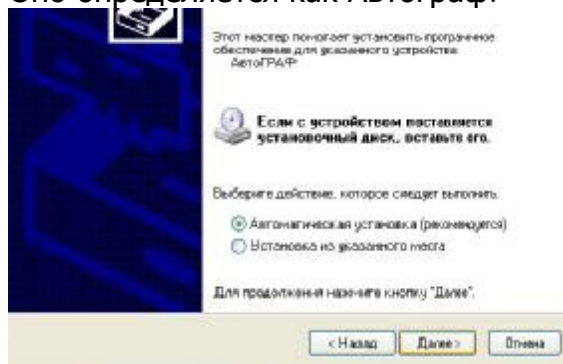 Оно определяется как АвтоГраф.
Этот мастер помогает установить программное
обеспечение для указанного устройства:
АвтоГРАФ
Если с устройством поставляется
установочный диск, вставьте его.
Выберите действие, которое следует выполнить.
Автоматическая установка (рекомендуется)
Установка из указанного места
Для продолжения нажмите кнопку "Далее".
< Назад
Далее >
Отмена